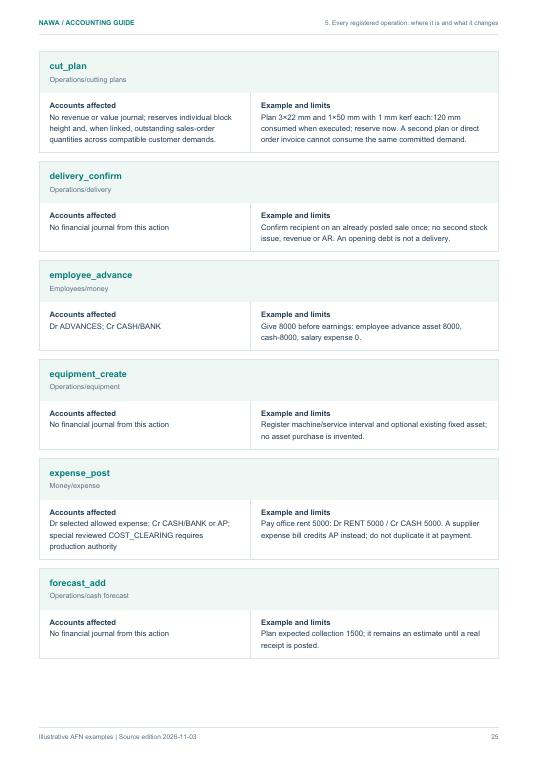 NAWA / ACCOUNTING GUIDE
5. Every registered operation: where it is and what it changes
cut_plan
Operations/cutting plans
Accounts affected
No revenue or value journal; reserves individual block
height and, when linked, outstanding sales-order
quantities across compatible customer demands.
Example and limits
Plan 3×22 mm and 1×50 mm with 1 mm kerf each:120 mm
consumed when executed; reserve now. A second plan or direct
order invoice cannot consume the same committed demand.
delivery_confirm
Operations/delivery
Accounts affected
No financial journal from this action
Example and limits
Confirm recipient on an already posted sale once; no second stock
issue, revenue or AR. An opening debt is not a delivery.
employee_advance
Employees/money
Accounts affected
Dr ADVANCES; Cr CASH/BANK
Example and limits
Give 8000 before earnings: employee advance asset 8000,
cash-8000, salary expense 0.
equipment_create
Operations/equipment
Accounts affected
No financial journal from this action
Example and limits
Register machine/service interval and optional existing fixed asset;
no asset purchase is invented.
expense_post
Money/expense
Accounts affected
Dr selected allowed expense; Cr CASH/BANK or AP;
special reviewed COST_CLEARING requires
production authority
Example and limits
Pay office rent 5000: Dr RENT 5000 / Cr CASH 5000. A supplier
expense bill credits AP instead; do not duplicate it at payment.
forecast_add
Operations/cash forecast
Accounts affected
No financial journal from this action
Example and limits
Plan expected collection 1500; it remains an estimate until a real
receipt is posted.
Illustrative AFN examples | Source edition 2026-11-03
25